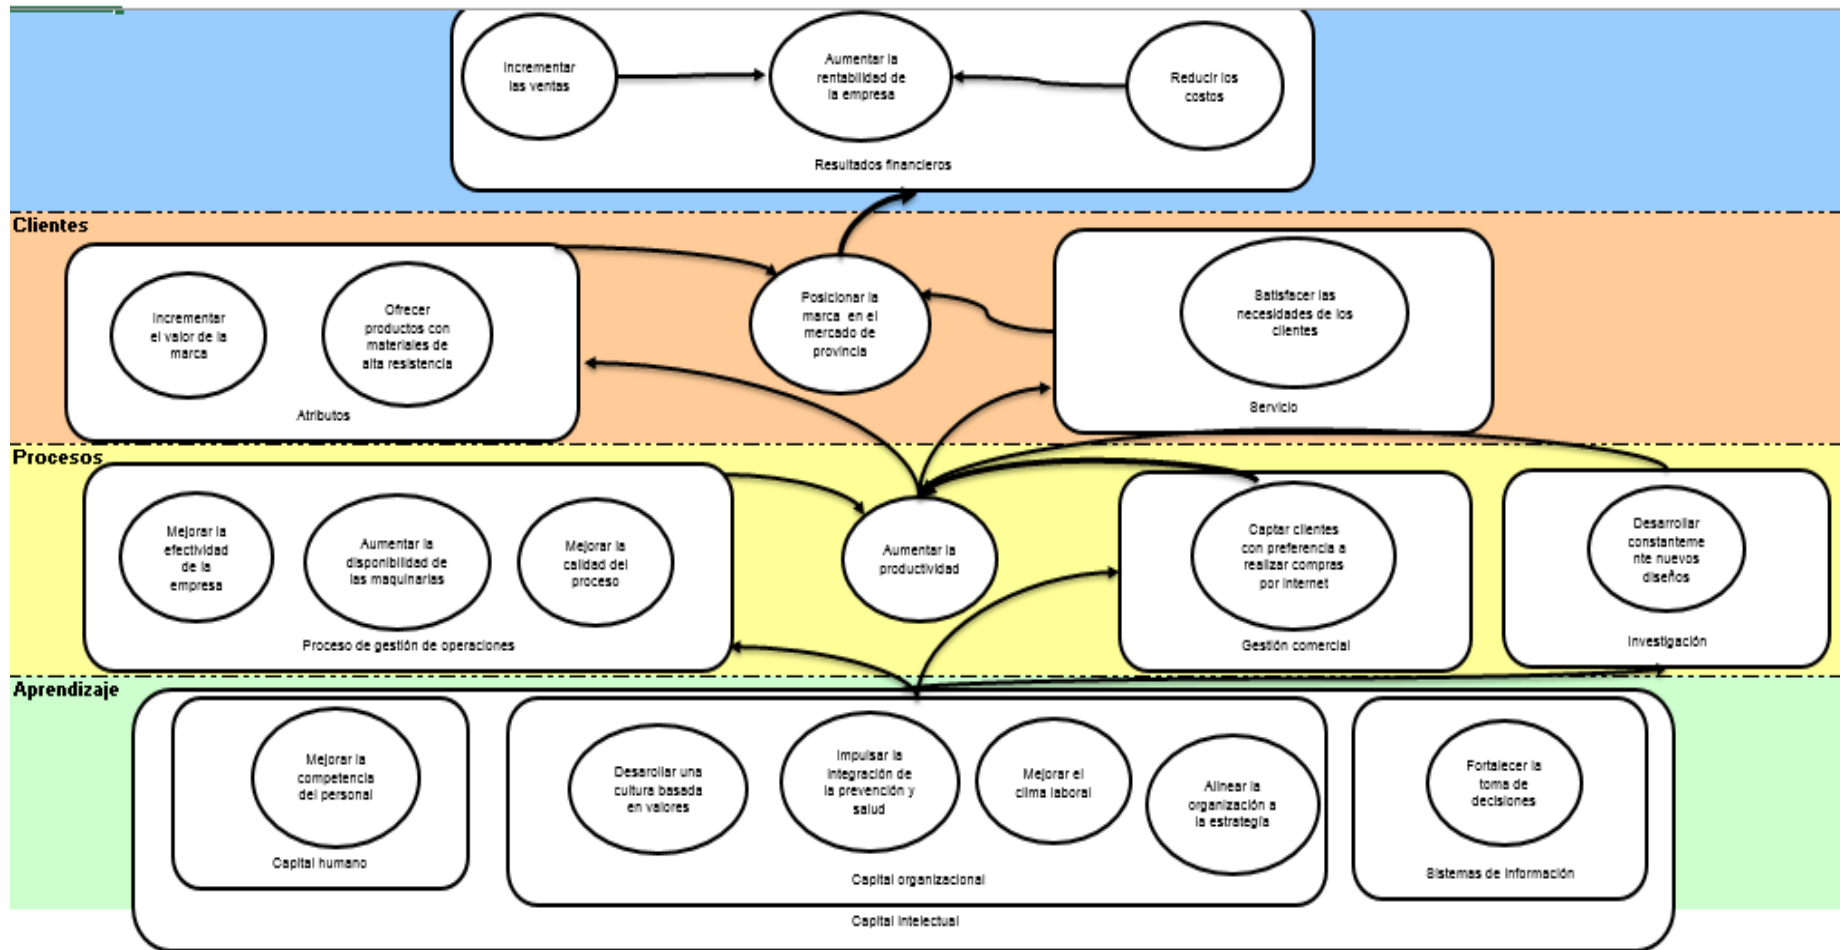 Incrementar
las ventas
Aumentar la
rentabilidad de
la empresa
Reducir los
costos
Resultados financieros
Clientes
Incrementar
el valor de la
marca
Ofrecer
productos con
materiales de
alta resistencia
Atributos
Posicionar la
marca en el
mercado de
provincia
Satisfacer las
necesidades de los
clientes
Servicio
Procesos
Mejorar la
efectividad
de la
empresa
Aumentar la
disponibilidad de
las maquinarias
Mejorar la
calidad del
proceso
Proceso de gestión de operaciones
Aumentar la
productividad
Captar clientes
con preferencia a
realizar compras
por Internet
Gestión comercial
Desarrollar
constanteme
nte nuevos
diseños
Investigación
Aprendizaje
Mejorar la
competencia
del personal
Capital humano
Desarollar una
cultura basada
en valores
Impulsar la
integración de
la prevención y
salud
Mejorar el
clima laboral
Alinear la
organización a
la estrategía
Capital organizacional
Fortalecer la
toma de
decisiones
Sistemas de información
Capital intelectual